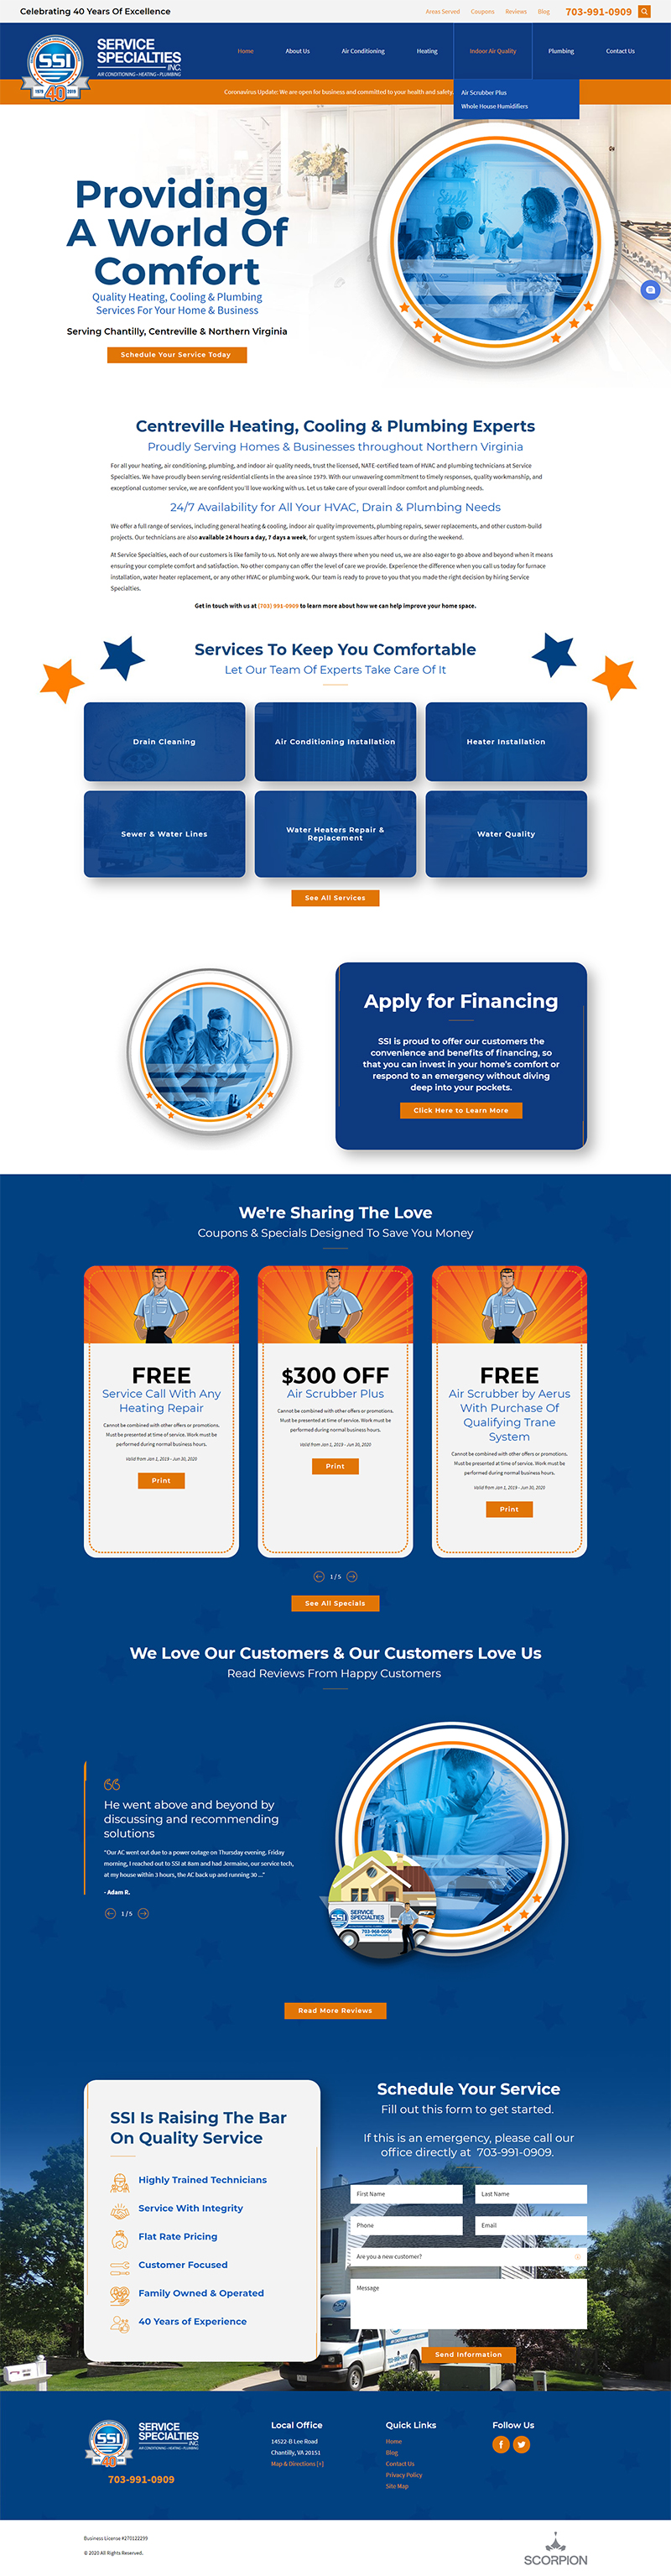 Celebrating 40 Years Of Excellence
Areas Served
Coupons
Reviews
Blog
703-991-0909
SSI
1979
2019
40
SERVICE
SPECIALTIES
INC.
AIR CONDITIONING • HEATING • PLUMBING
Home
About Us
Air Conditioning
Heating
Indoor Air Quality
Plumbing
Contact Us
Coronavirus Update: We are open for business and committed to your health and safety.
Air Scrubber Plus
Whole House Humidifiers
Providing
A World Of
Comfort
Quality Heating, Cooling & Plumbing
Services For Your Home & Business
Serving Chantilly, Centreville & Northern Virginia
Schedule Your Service Today
Centreville Heating, Cooling & Plumbing Experts
Proudly Serving Homes & Businesses throughout Northern Virginia
For all your heating, air conditioning, plumbing, and indoor air quality needs, trust the licensed, NATE-certified team of HVAC and plumbing technicians at Service
Specialties. We have proudly been serving residential clients in the area since 1979. With our unwavering commitment to timely responses, quality workmanship, and
exceptional customer service, we are confident you'll love working with us. Let us take care of your overall indoor comfort and plumbing needs.
24/7 Availability for All Your HVAC, Drain & Plumbing Needs
We offer a full range of services, including general heating & cooling, indoor air quality improvements, plumbing repairs, sewer replacements, and other custom-build
projects. Our technicians are also available 24 hours a day, 7 days a week, for urgent system issues after hours or during the weekend.
At Service Specialties, each of our customers is like family to us. Not only are we always there when you need us, we are also eager to go above and beyond when it means
ensuring your complete comfort and satisfaction. No other company can offer the level of care we provide. Experience the difference when you call us today for furnace
installation, water heater replacement, or any other HVAC or plumbing work. Our team is ready to prove to you that you made the right decision by hiring Service
Specialties.
Get in touch with us at (703) 991-0909 to learn more about how we can help improve your home space.
Services To Keep You Comfortable
Let Our Team Of Experts Take Care Of It
Drain Cleaning
Air Conditioning Installation
Heater Installation
Sewer & Water Lines
Water Heaters Repair &
Replacement
Water Quality
See All Services
Apply for Financing
SSI is proud to offer our customers the
convenience and benefits of financing, so
that you can invest in your home's comfort or
respond to an emergency without diving
deep into your pockets.
Click Here to Learn More
We're Sharing The Love
Coupons & Specials Designed To Save You Money
FREE
Service Call With Any
Heating Repair
Cannot be combined with other offers or promotions.
Must be presented at time of service. Work must be
performed during normal business hours.
Valid from Jan 1, 2019 - Jun 30, 2020
Print
$300 OFF
Air Scrubber Plus
Cannot be combined with other offers or promotions.
Must be presented at time of service. Work must be
performed during normal business hours.
Valid from Jan 1, 2019 - Jun 30, 2020
Print
FREE
Air Scrubber by Aerus
With Purchase Of
Qualifying Trane
System
Cannot be combined with other offers or promotions.
Must be presented at time of service. Work must be
performed during normal business hours.
Valid from Jan 1, 2019 - Jun 30, 2020
Print
1 / 5
See All Specials
We Love Our Customers & Our Customers Love Us
Read Reviews From Happy Customers
He went above and beyond by
discussing and recommending
solutions
"Our AC went out due to a power outage on Thursday evening. Friday
morning, I reached out to SSI at 8am and had Jermaine, our service tech,
at my house within 3 hours, the AC back up and running 30 ..."
- Adam R.
1 / 5
SSI
SERVICE
SPECIALTIES
703-968-0606
Read More Reviews
SSI Is Raising The Bar
On Quality Service
Highly Trained Technicians
Service With Integrity
Flat Rate Pricing
Customer Focused
Family Owned & Operated
40 Years of Experience
Schedule Your Service
Fill out this form to get started.
If this is an emergency, please call our
office directly at 703-991-0909.
First Name
Last Name
Phone
Email
Are you a new customer?
Message
Send Information
SSI
40
SERVICE
SPECIALTIES
INC.
AIR CONDITIONING • HEATING • PLUMBING
703-991-0909
Local Office
14522-B Lee Road
Chantilly, VA 20151
Map & Directions [+]
Quick Links
Home
Blog
Contact Us
Privacy Policy
Site Map
Follow Us
Business License #270122299
© 2020 All Rights Reserved.
SCORPION